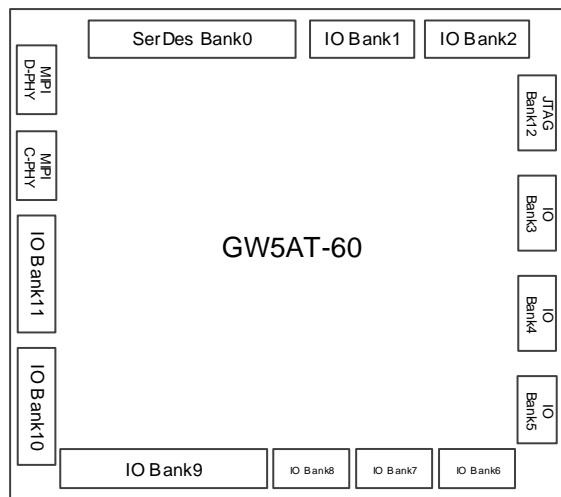 SerDes Bank0
IO Bank1
IO Bank2
MIPI
D-PHY
JTAG
Bank12
MIPI
C-PHY
IO
Bank3
IO Bank11
GW5AT-60
IO
Bank4
IO Bank10
IO
Bank5
IO Bank9
IO Bank8
IO Bank7
IO Bank6